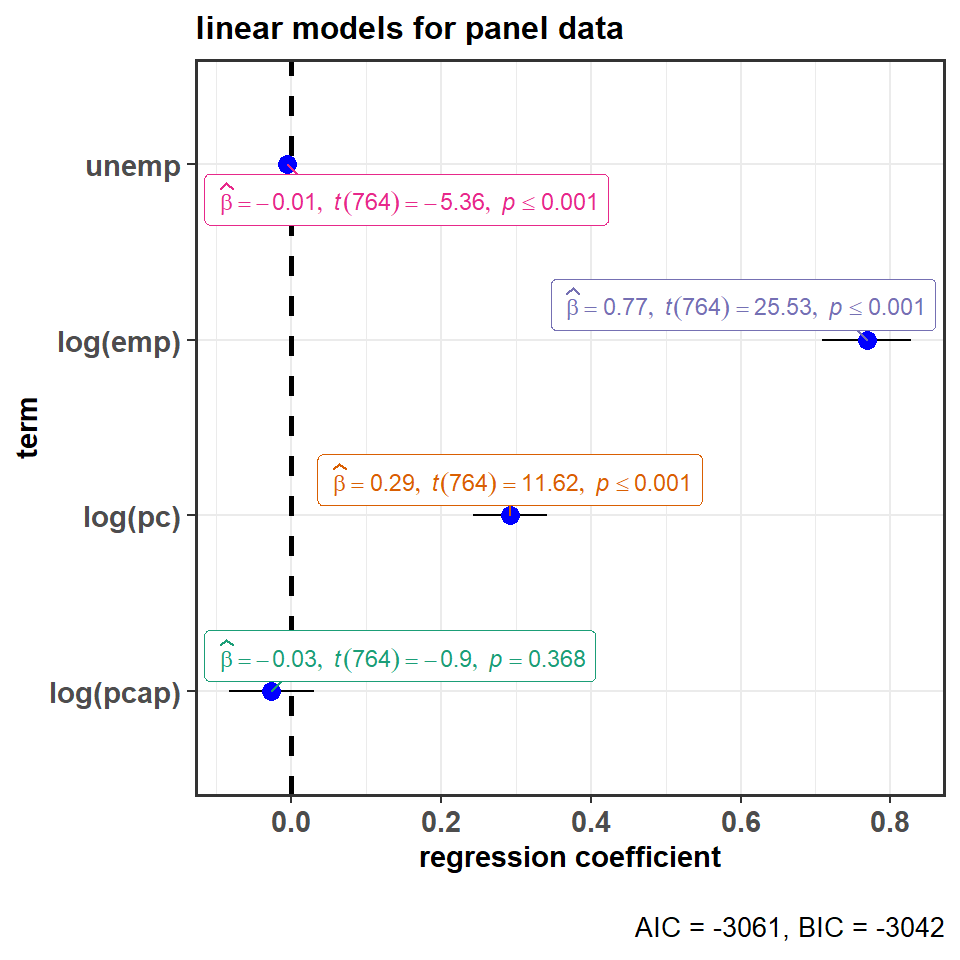 linear models for panel data
unemp
β̂ = −0.01, t(764) = −5.36, p ≤ 0.001
β̂ = 0.77, t(764) = 25.53, p ≤ 0.001
log(emp)
term
β̂ = 0.29, t(764) = 11.62, p ≤ 0.001
log(pc)
β̂ = −0.03, t(764) = −0.9, p = 0.368
log(pcap)
0.0 0.2 0.4 0.6 0.8
regression coefficient
AIC = -3061, BIC = -3042